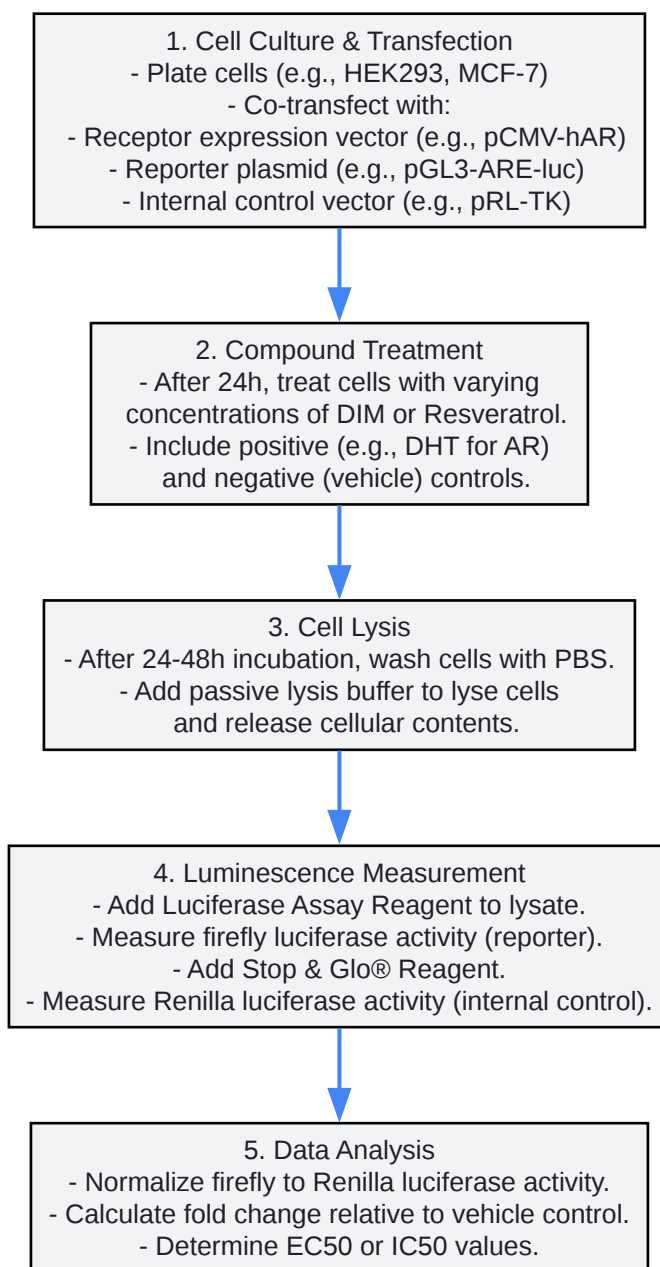 1. Cell Culture & Transfection
- Plate cells (e.g., HEK293, MCF-7)
- Co-transfect with:
- Receptor expression vector (e.g., pCMV-hAR)
- Reporter plasmid (e.g., pGL3-ARE-luc)
- Internal control vector (e.g., pRL-TK)
2. Compound Treatment
- After 24h, treat cells with varying
concentrations of DIM or Resveratrol.
- Include positive (e.g., DHT for AR)
and negative (vehicle) controls.
3. Cell Lysis
- After 24-48h incubation, wash cells with PBS.
- Add passive lysis buffer to lyse cells
and release cellular contents.
4. Luminescence Measurement
- Add Luciferase Assay Reagent to lysate.
- Measure firefly luciferase activity (reporter).
- Add Stop & Glo® Reagent.
- Measure Renilla luciferase activity (internal control).
5. Data Analysis
- Normalize firefly to Renilla luciferase activity.
- Calculate fold change relative to vehicle control.
- Determine EC50 or IC50 values.